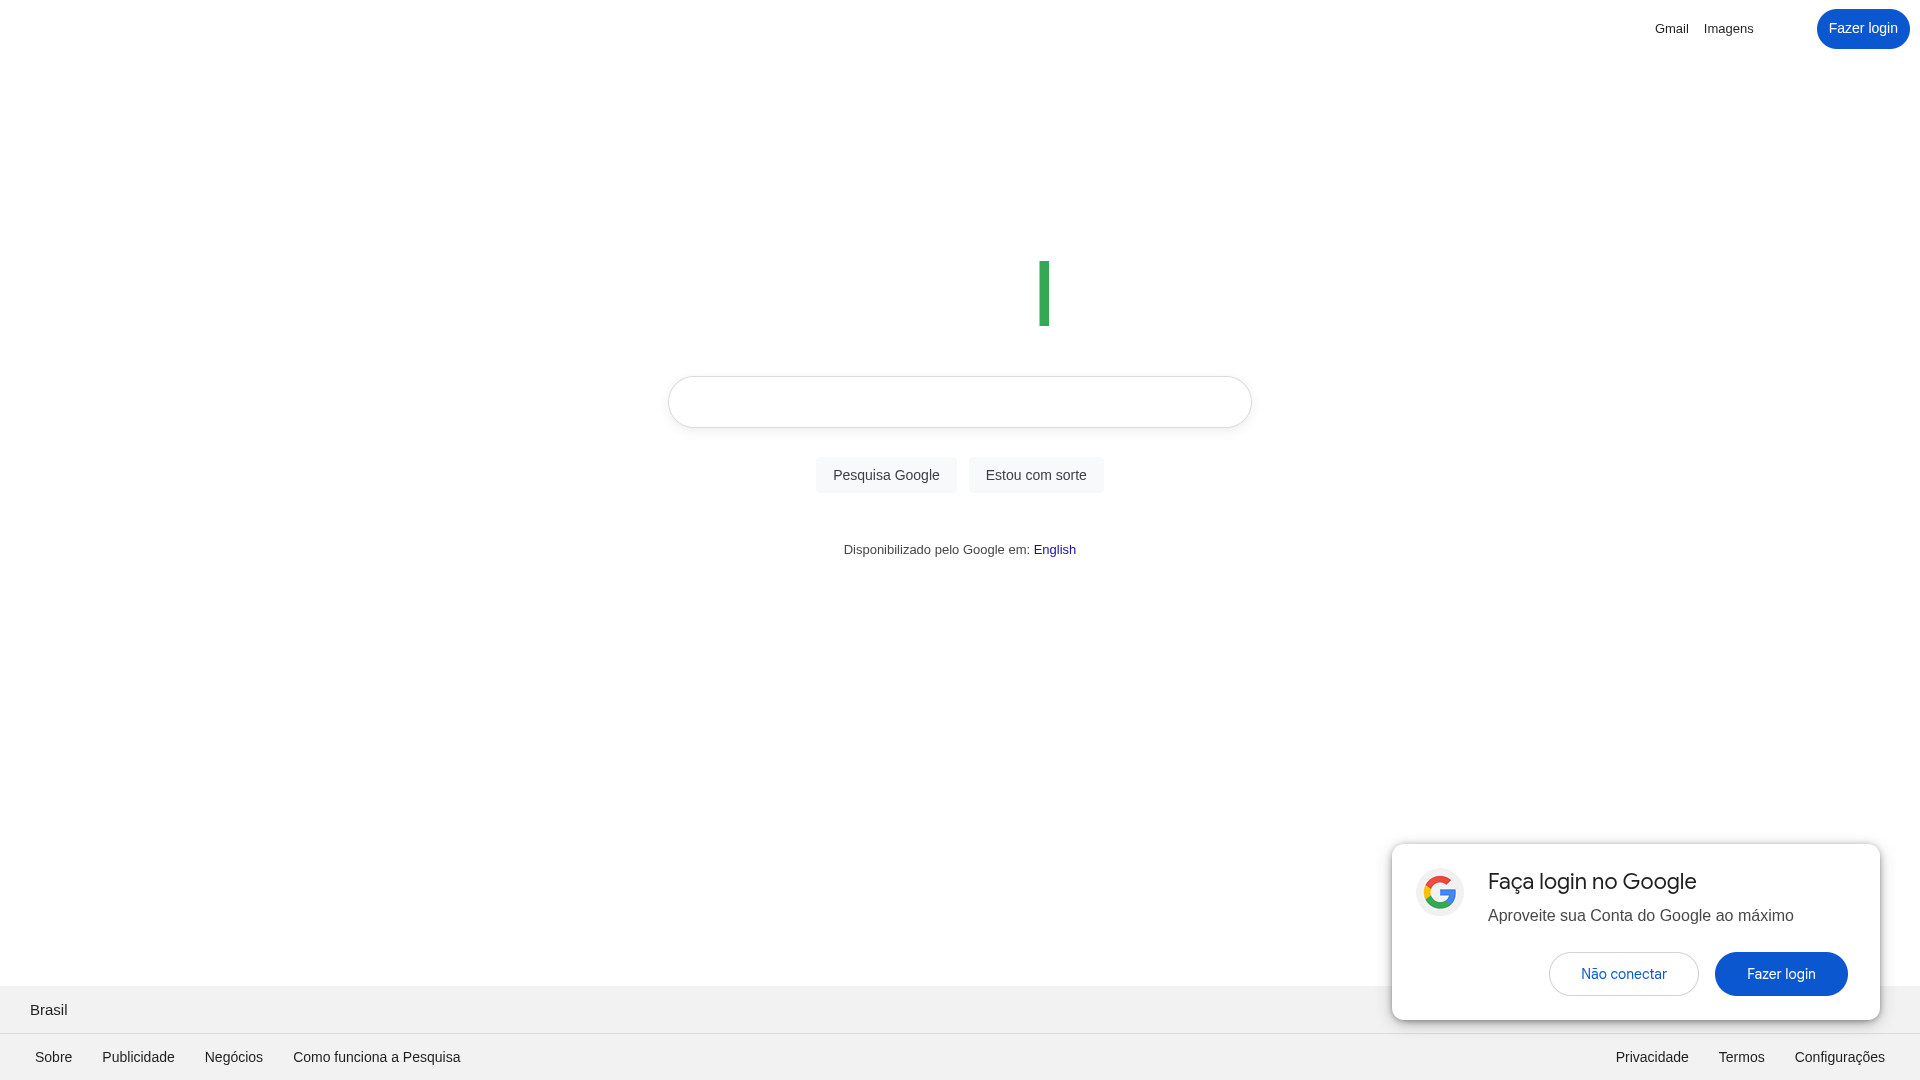 Gmail Imagens Fazer login
Pesquisa Google Estou com sorte
Disponibilizado pelo Google em: English
Faça login no Google
Aproveite sua Conta do Google ao máximo
Não conectar Fazer login
Brasil
Sobre Publicidade Negócios Como funciona a Pesquisa Privacidade Termos Configurações